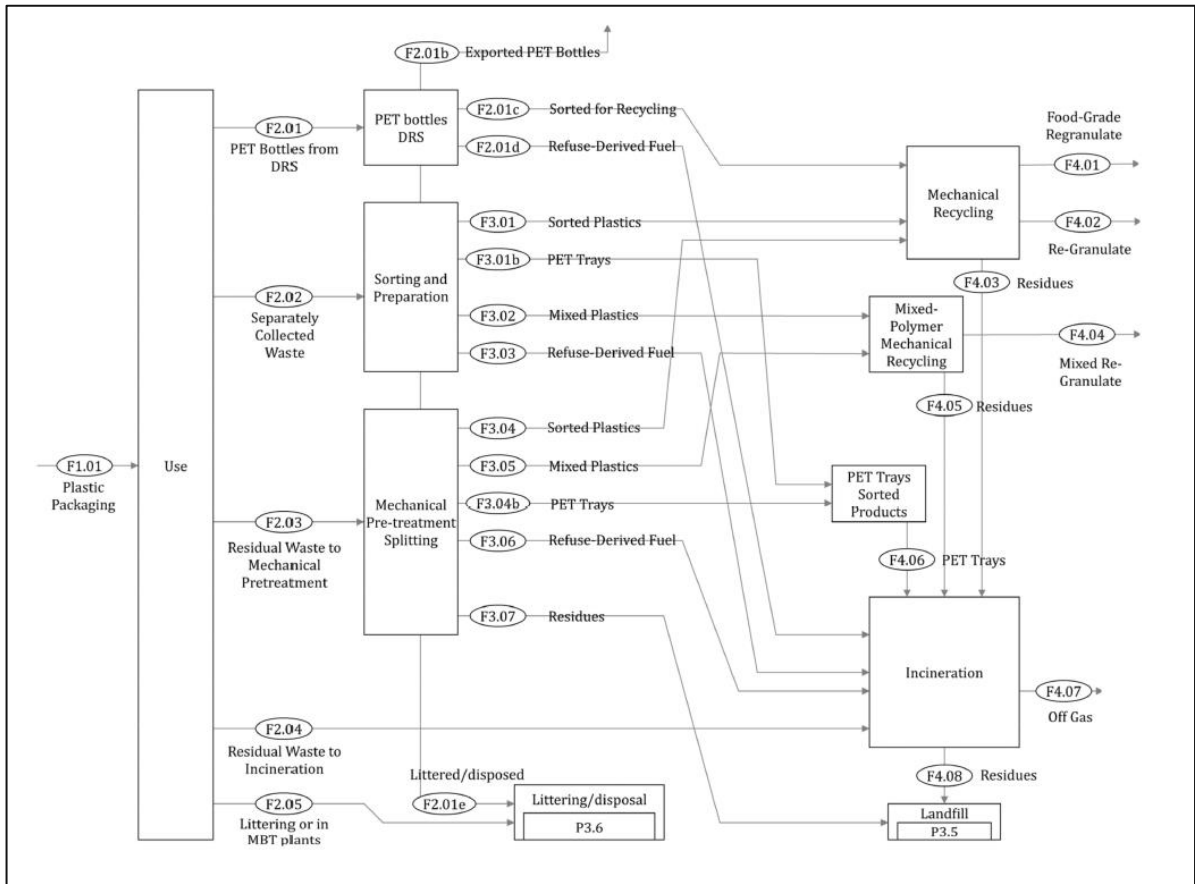 F2.01b Exported PET Bottles
F2.01
PET Bottles from
DRS
PET bottles
DRS
F2.01c Sorted for Recycling
F2.01d Refuse-Derived Fuel
Food-Grade
Regranulate
F4.01
Mechanical
Recycling
F4.02
Re-Granulate
F4.03 Residues
F2.02
Separately
Collected
Waste
Sorting and
Preparation
F3.01 Sorted Plastics
F3.01b PET Trays
F3.02 Mixed Plastics
F3.03 Refuse-Derived Fuel
Mixed-
Polymer
Mechanical
Recycling
F4.04
Mixed Re-
Granulate
F4.05 Residues
F1.01
Plastic
Packaging
Use
F2.03
Residual Waste to
Mechanical
Pretreatment
Mechanical
Pre-treatment
Splitting
F3.04 Sorted Plastics
F3.05 Mixed Plastics
F3.04b PET Trays
F3.06 Refuse-Derived Fuel
F3.07 Residues
PET Trays
Sorted
Products
F4.06 PET Trays
Incineration
F4.07
Off Gas
F2.04
Residual Waste to
Incineration
F2.05
Littering or in
MBT plants
Littered/disposed
F2.01e
Littering/disposal
P3.6
F4.08 Residues
Landfill
P3.5